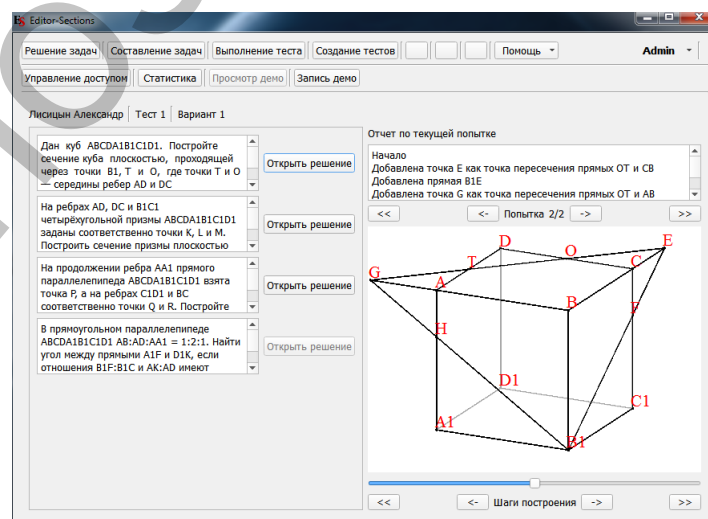 Editor-Sections
Решение задач Составление задач Выполнение теста Создание тестов Помощь Admin
Управление доступом Статистика Просмотр демо Запись демо
Лисицын Александр Тест 1 Вариант 1
Дан куб ABCDA1B1C1D1. Постройте
сечение куба плоскостью, проходящей
через точки B1, T и O, где точки T и O
— середины ребер AD и DC
Открыть решение
На ребрах AD, DC и B1C1
четырёхугольной призмы ABCDA1B1C1D1
заданы соответственно точки K, L и M.
Построить сечение призмы плоскостью
Открыть решение
На продолжении ребра AA1 прямого
параллелепипеда ABCDA1B1C1D1 взята
точка P, а на ребрах C1D1 и BC
соответственно точки Q и R. Постройте
Открыть решение
В прямоугольном параллелепипеде
ABCDA1B1C1D1 AB:AD:AA1 = 1:2:1. Найти
угол между прямыми A1F и D1K, если
отношения B1F:B1C и AK:AD имеют
Открыть решение
Отчет по текущей попытке
Начало
Добавлена точка E как точка пересечения прямых OT и CB
Добавлена прямая B1E
Добавлена точка G как точка пересечения прямых OT и AB
<< <- Попытка 2/2 -> >>
D O E
T C
G A
B
H F
D1
C1
A1
B1
<< <- Шаги построения -> >>